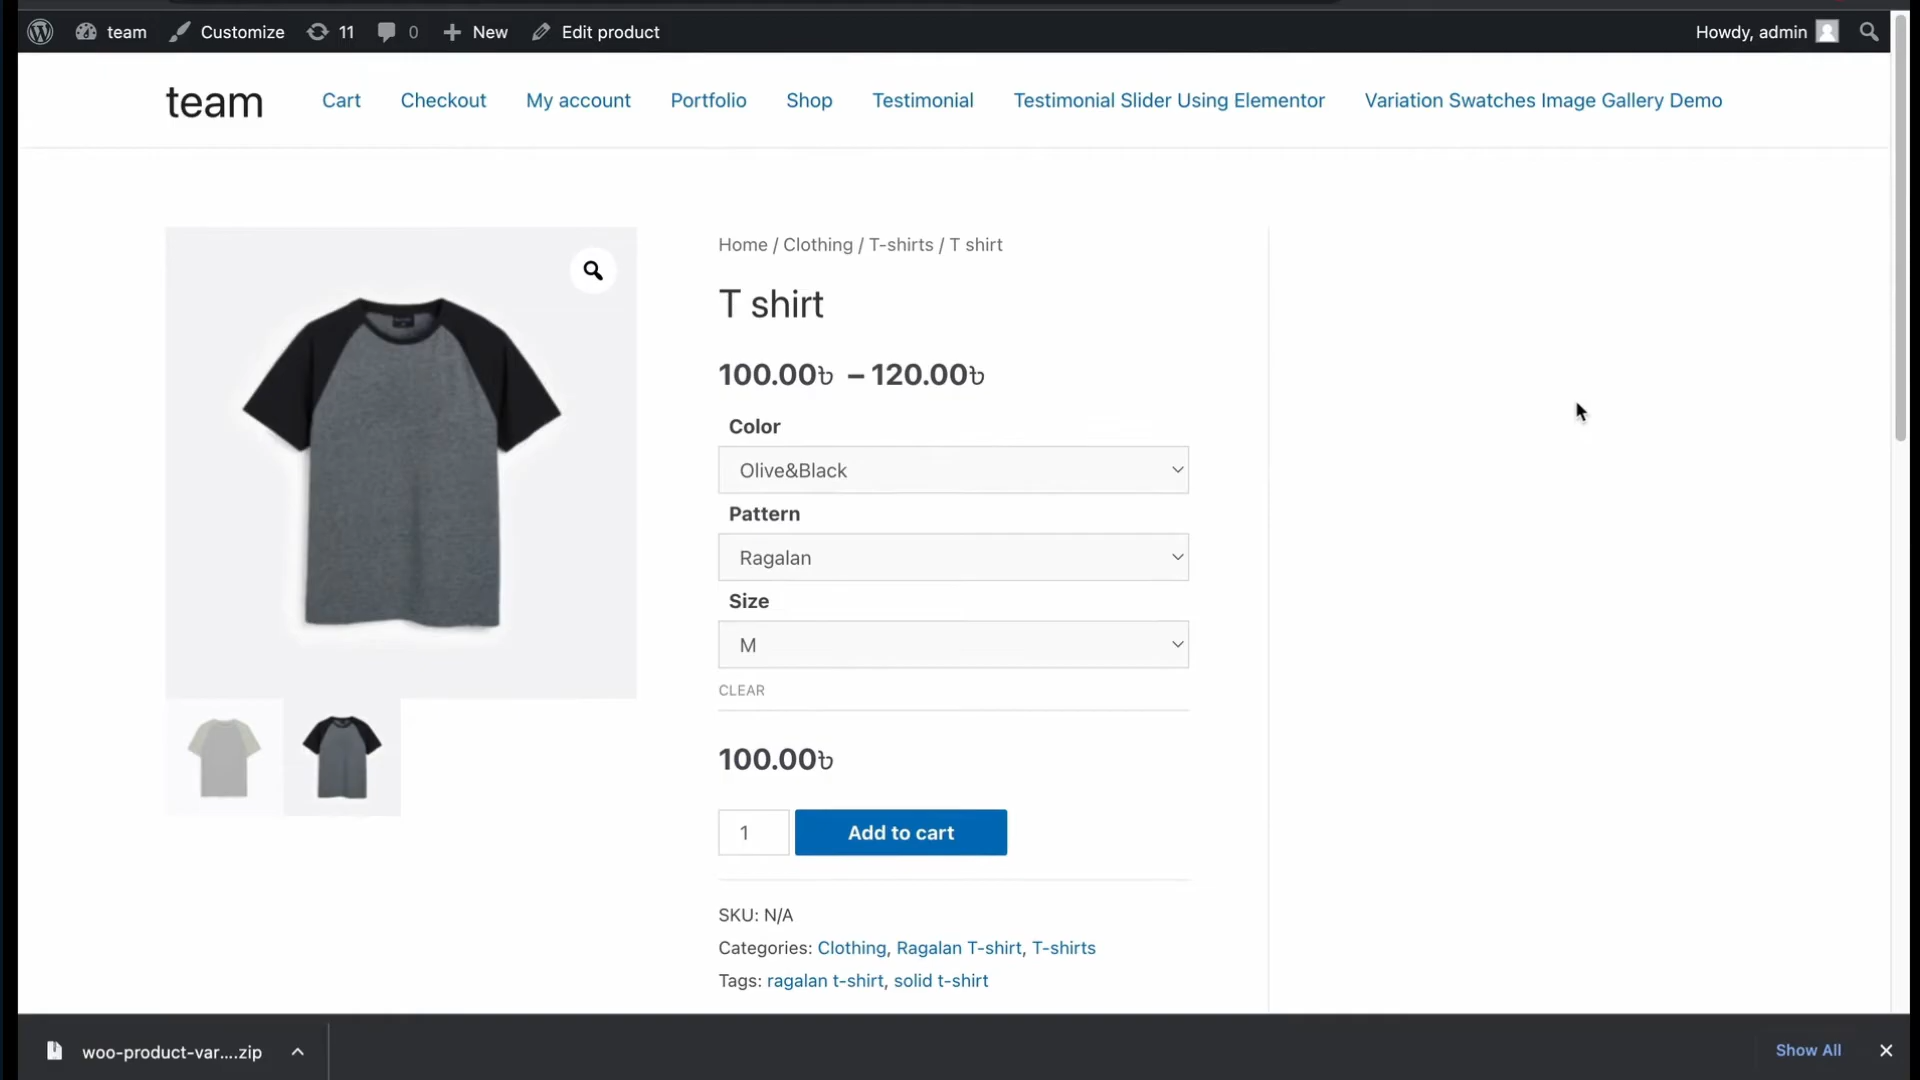 team Customize 11 0 New Edit product Howdy, admin
team Cart Checkout My account Portfolio Shop Testimonial Testimonial Slider Using Elementor Variation Swatches Image Gallery Demo
Home / Clothing / T-shirts / T shirt
T shirt
100.00৳ – 120.00৳
Color
Olive&Black
Pattern
Ragalan
Size
M
CLEAR
100.00৳
1 Add to cart
SKU: N/A
Categories: Clothing, Ragalan T-shirt, T-shirts
Tags: ragalan t-shirt, solid t-shirt
woo-product-var....zip Show All